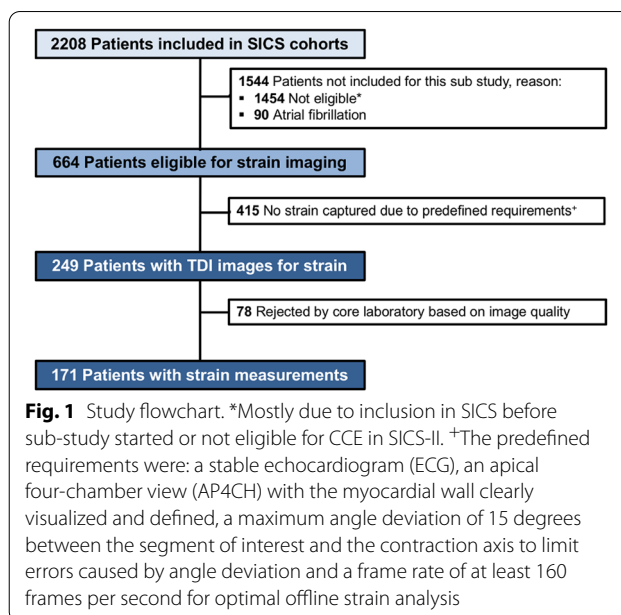 2208 Patients included in SICS cohorts
1544 Patients not included for this sub study, reason:
▪ 1454 Not eligible*
▪ 90 Atrial fibrillation
664 Patients eligible for strain imaging
415 No strain captured due to predefined requirements⁺
249 Patients with TDI images for strain
78 Rejected by core laboratory based on image quality
171 Patients with strain measurements
Fig. 1 Study flowchart. *Mostly due to inclusion in SICS before
sub-study started or not eligible for CCE in SICS-II. ⁺The predefined
requirements were: a stable echocardiogram (ECG), an apical
four-chamber view (AP4CH) with the myocardial wall clearly
visualized and defined, a maximum angle deviation of 15 degrees
between the segment of interest and the contraction axis to limit
errors caused by angle deviation and a frame rate of at least 160
frames per second for optimal offline strain analysis